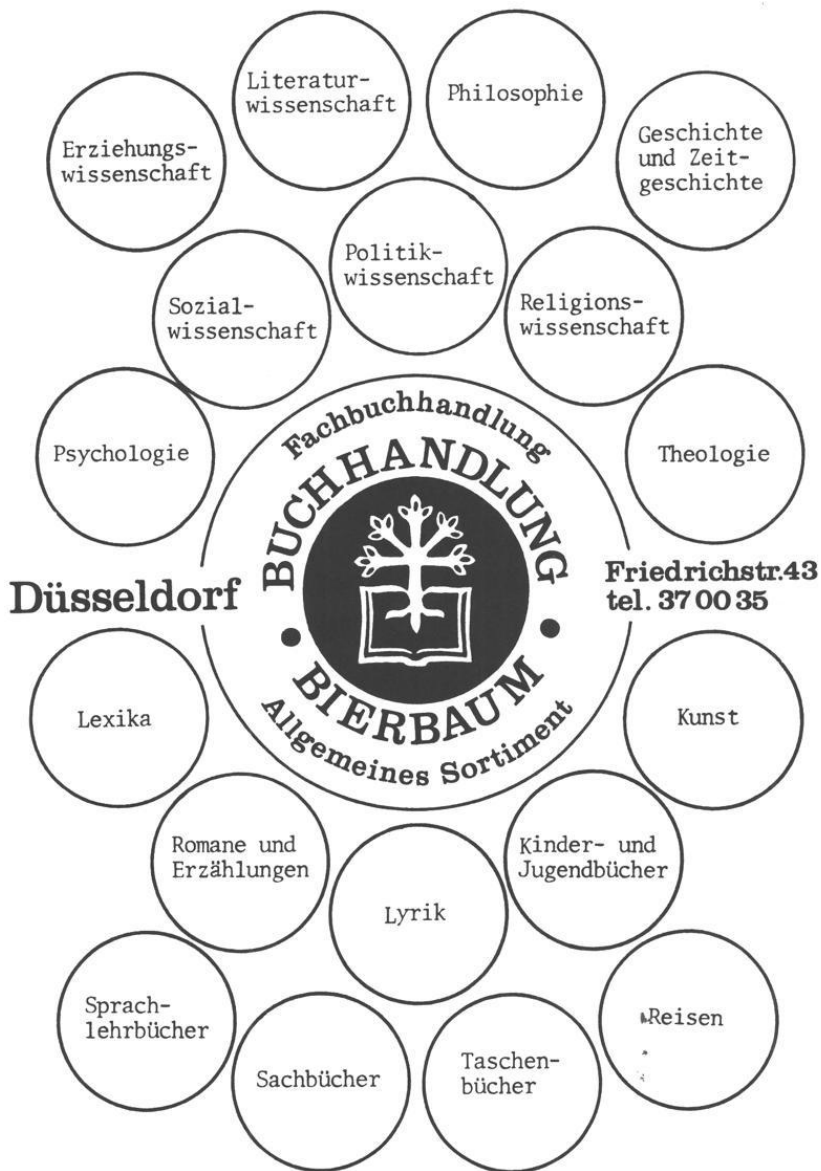 Literatur-
wissenschaft
Philosophie
Erziehungs-
wissenschaft
Geschichte
und Zeit-
geschichte
Politik-
wissenschaft
Sozial-
wissenschaft
Religions-
wissenschaft
Psychologie
Theologie
Fachbuchhandlung
BUCHHANDLUNG
Düsseldorf
Friedrichstr.43
tel. 37 00 35
• BIERBAUM •
Allgemeines Sortiment
Lexika
Kunst
Romane und
Erzählungen
Kinder- und
Jugendbücher
Lyrik
Sprach-
lehrbücher
Reisen
Sachbücher
Taschen-
bücher